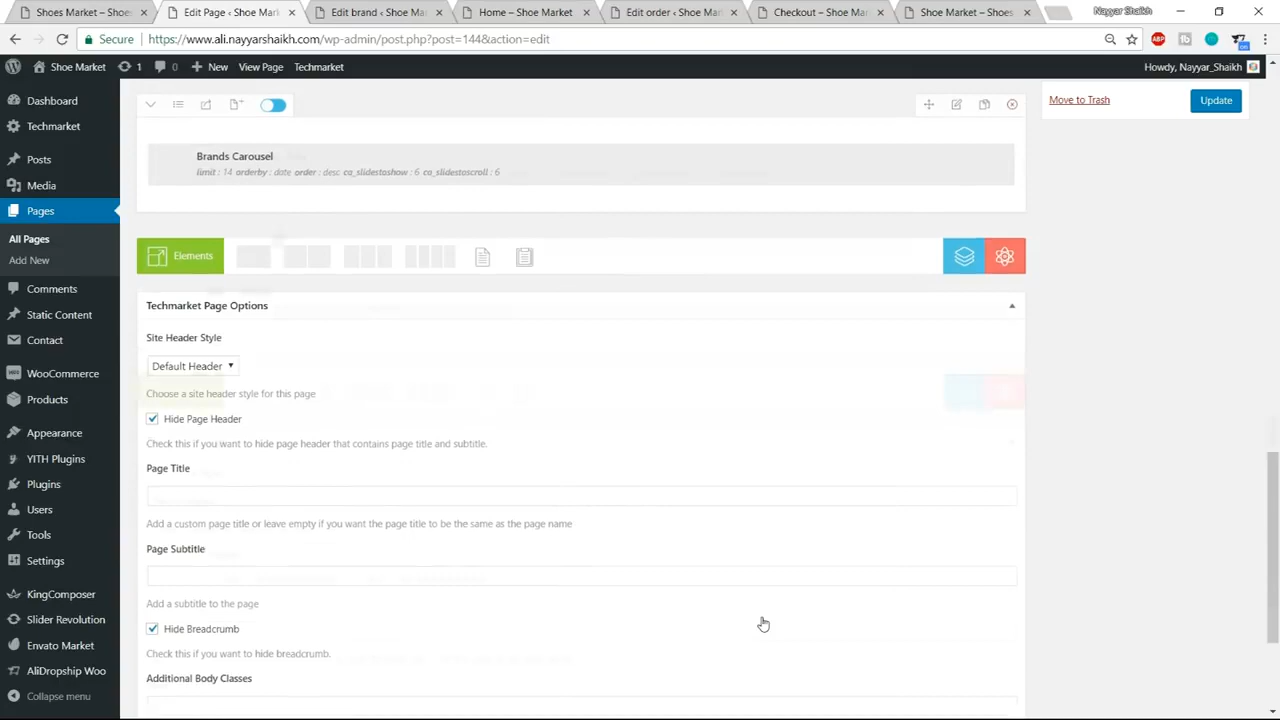 Shoes Market – Shoe
Edit Page ‹ Shoe Mar
Edit brand ‹ Shoe Ma
Home – Shoe Market
Edit order ‹ Shoe Mar
Checkout – Shoe Mar
Shoe Market – Shoes
Nayyar Shaikh
Secure
https://www.ali.nayyarshaikh.com/wp-admin/post.php?post=144&action=edit
ABP
on
Shoe Market
1
0
New
View Page
Techmarket
Howdy, Nayyar_Shaikh
Dashboard
Techmarket
Posts
Media
Pages
All Pages
Add New
Comments
Static Content
Contact
WooCommerce
Products
Appearance
YITH Plugins
Plugins
Users
Tools
Settings
KingComposer
Slider Revolution
Envato Market
AliDropship Woo
Collapse menu
Move to Trash
Update
Brands Carousel
limit : 14 orderby : date order : desc ca_slidestoshow : 6 ca_slidestoscroll : 6
Elements
Techmarket Page Options
Site Header Style
Default Header
Choose a site header style for this page
Hide Page Header
Check this if you want to hide page header that contains page title and subtitle.
Page Title
Add a custom page title or leave empty if you want the page title to be the same as the page name
Page Subtitle
Add a subtitle to the page
Hide Breadcrumb
Check this if you want to hide breadcrumb.
Additional Body Classes